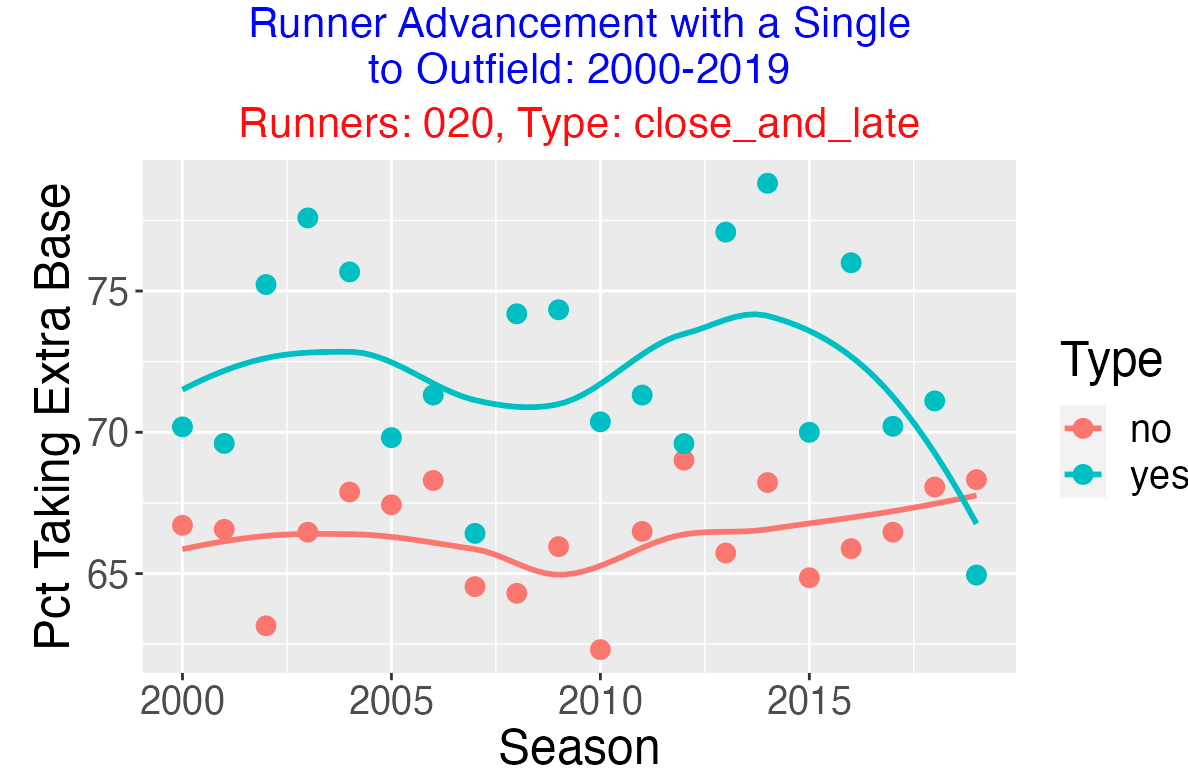 Runner Advancement with a Single
to Outfield: 2000-2019
Runners: 020, Type: close_and_late
Pct Taking Extra Base
75
70
65
2000 2005 2010 2015
Season
Type
no
yes